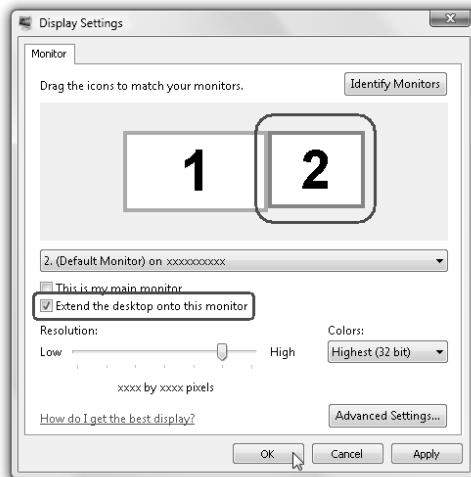 Display Settings
X
Monitor
Drag the icons to match your monitors.
Identify Monitors
1 2
2. (Default Monitor) on xxxxxxxxxx
This is my main monitor
Extend the desktop onto this monitor
Resolution:
Colors:
Low High
Highest (32 bit)
xxxx by xxxx pixels
How do I get the best display?
Advanced Settings...
OK Cancel Apply